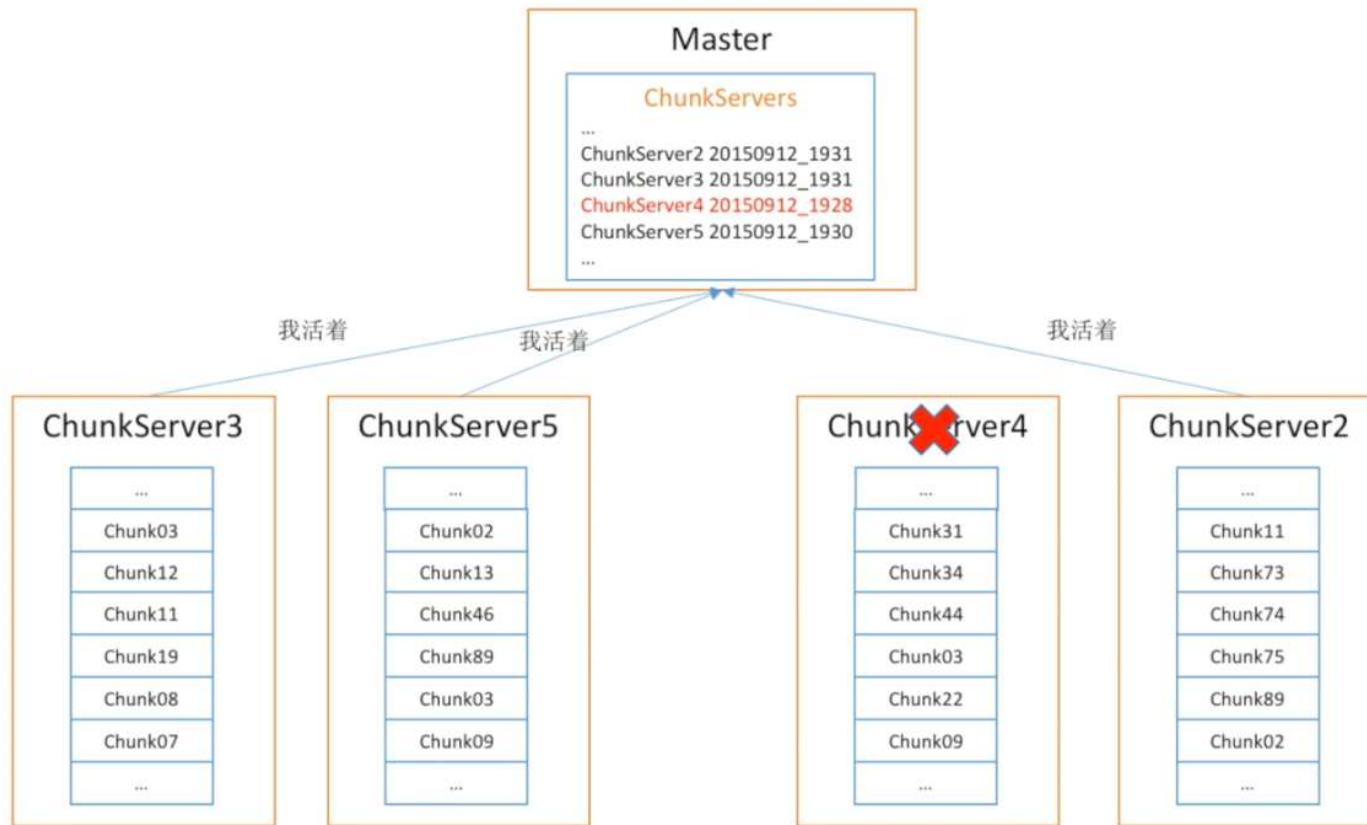 Master
ChunkServers
...
ChunkServer2 20150912_1931
ChunkServer3 20150912_1931
ChunkServer4 20150912_1928
ChunkServer5 20150912_1930
...
我活着
我活着
我活着
ChunkServer3
...
Chunk03
Chunk12
Chunk11
Chunk19
Chunk08
Chunk07
...
ChunkServer5
...
Chunk02
Chunk13
Chunk46
Chunk89
Chunk03
Chunk09
...
ChunkServer4
...
Chunk31
Chunk34
Chunk44
Chunk03
Chunk22
Chunk09
...
ChunkServer2
...
Chunk11
Chunk73
Chunk74
Chunk75
Chunk89
Chunk02
...